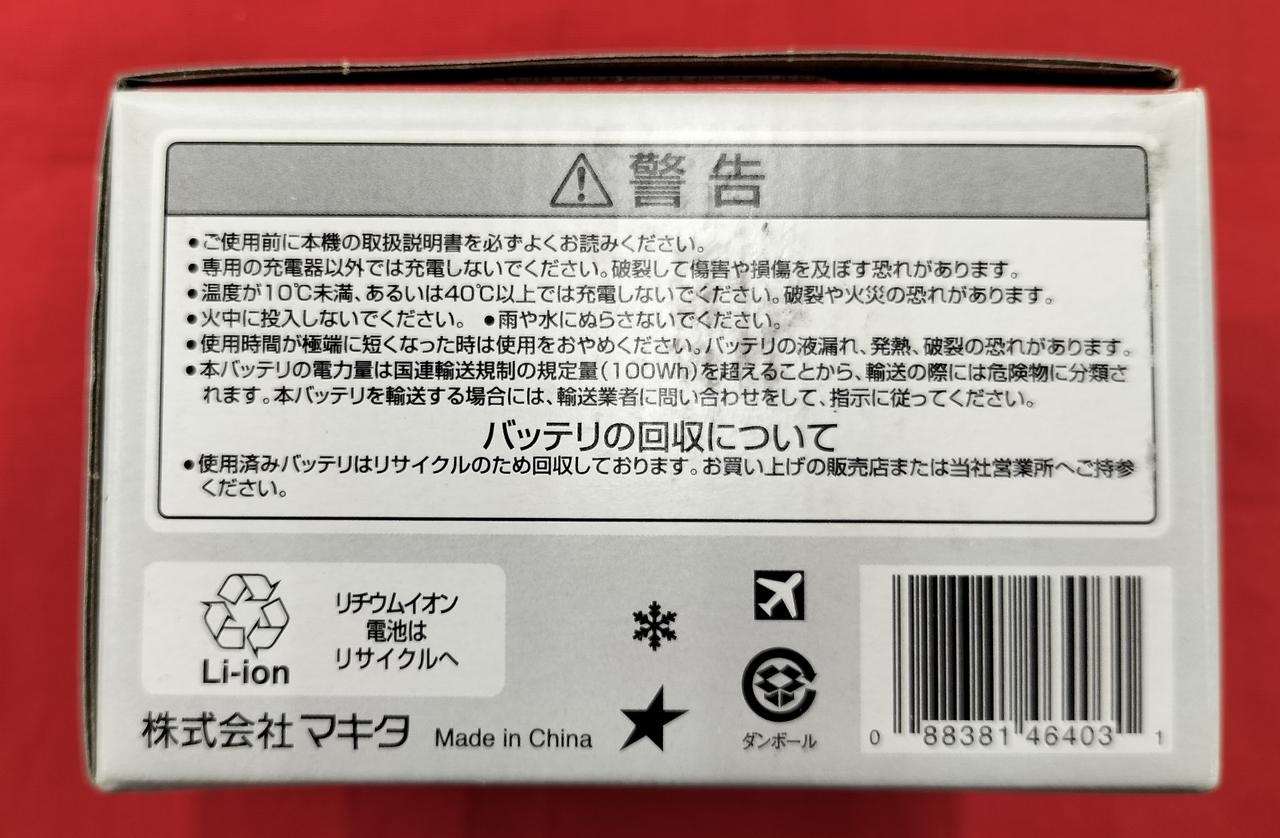 警告
●ご使用前に本機の取扱説明書を必ずよくお読みください。
●専用の充電器以外では充電しないでください。破裂して傷害や損傷を及ぼす恐れがあります。
●温度が10℃未満、あるいは40℃以上では充電しないでください。破裂や火災の恐れがあります。
●火中に投入しないでください。 ●雨や水にぬらさないでください。
●使用時間が極端に短くなった時は使用をおやめください。バッテリの液漏れ、発熱、破裂の恐れがあります。
●本バッテリの電力量は国連輸送規制の規定量(100Wh)を超えることから、輸送の際には危険物に分類さ
れます。本バッテリを輸送する場合には、輸送業者に問い合わせをして、指示に従ってください。
バッテリの回収について
●使用済みバッテリはリサイクルのため回収しております。お買い上げの販売店または当社営業所へご持参
ください。
Li-ion
リチウムイオン
電池は
リサイクルへ
株式会社マキタ Made in China
ダンボール
0 88381 46403 1